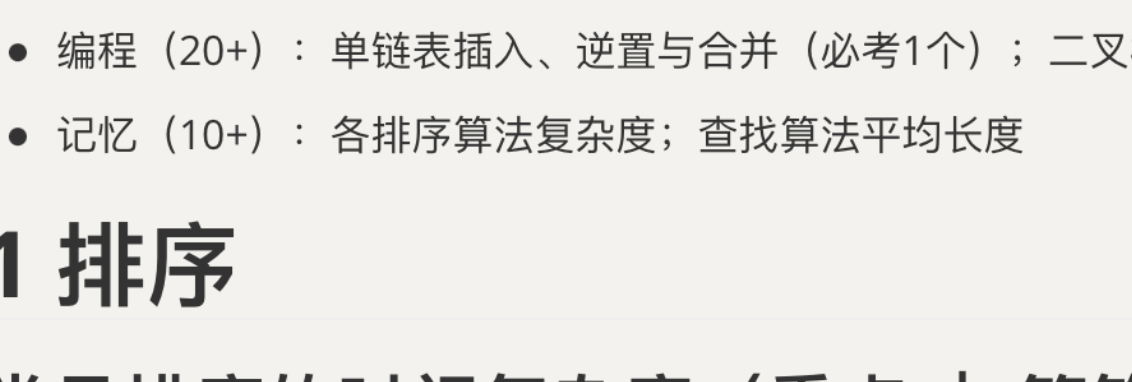 ● 编程（20+）：单链表插入、逆置与合并（必考1个）；二叉
● 记忆（10+）：各排序算法复杂度；查找算法平均长度
1 排序